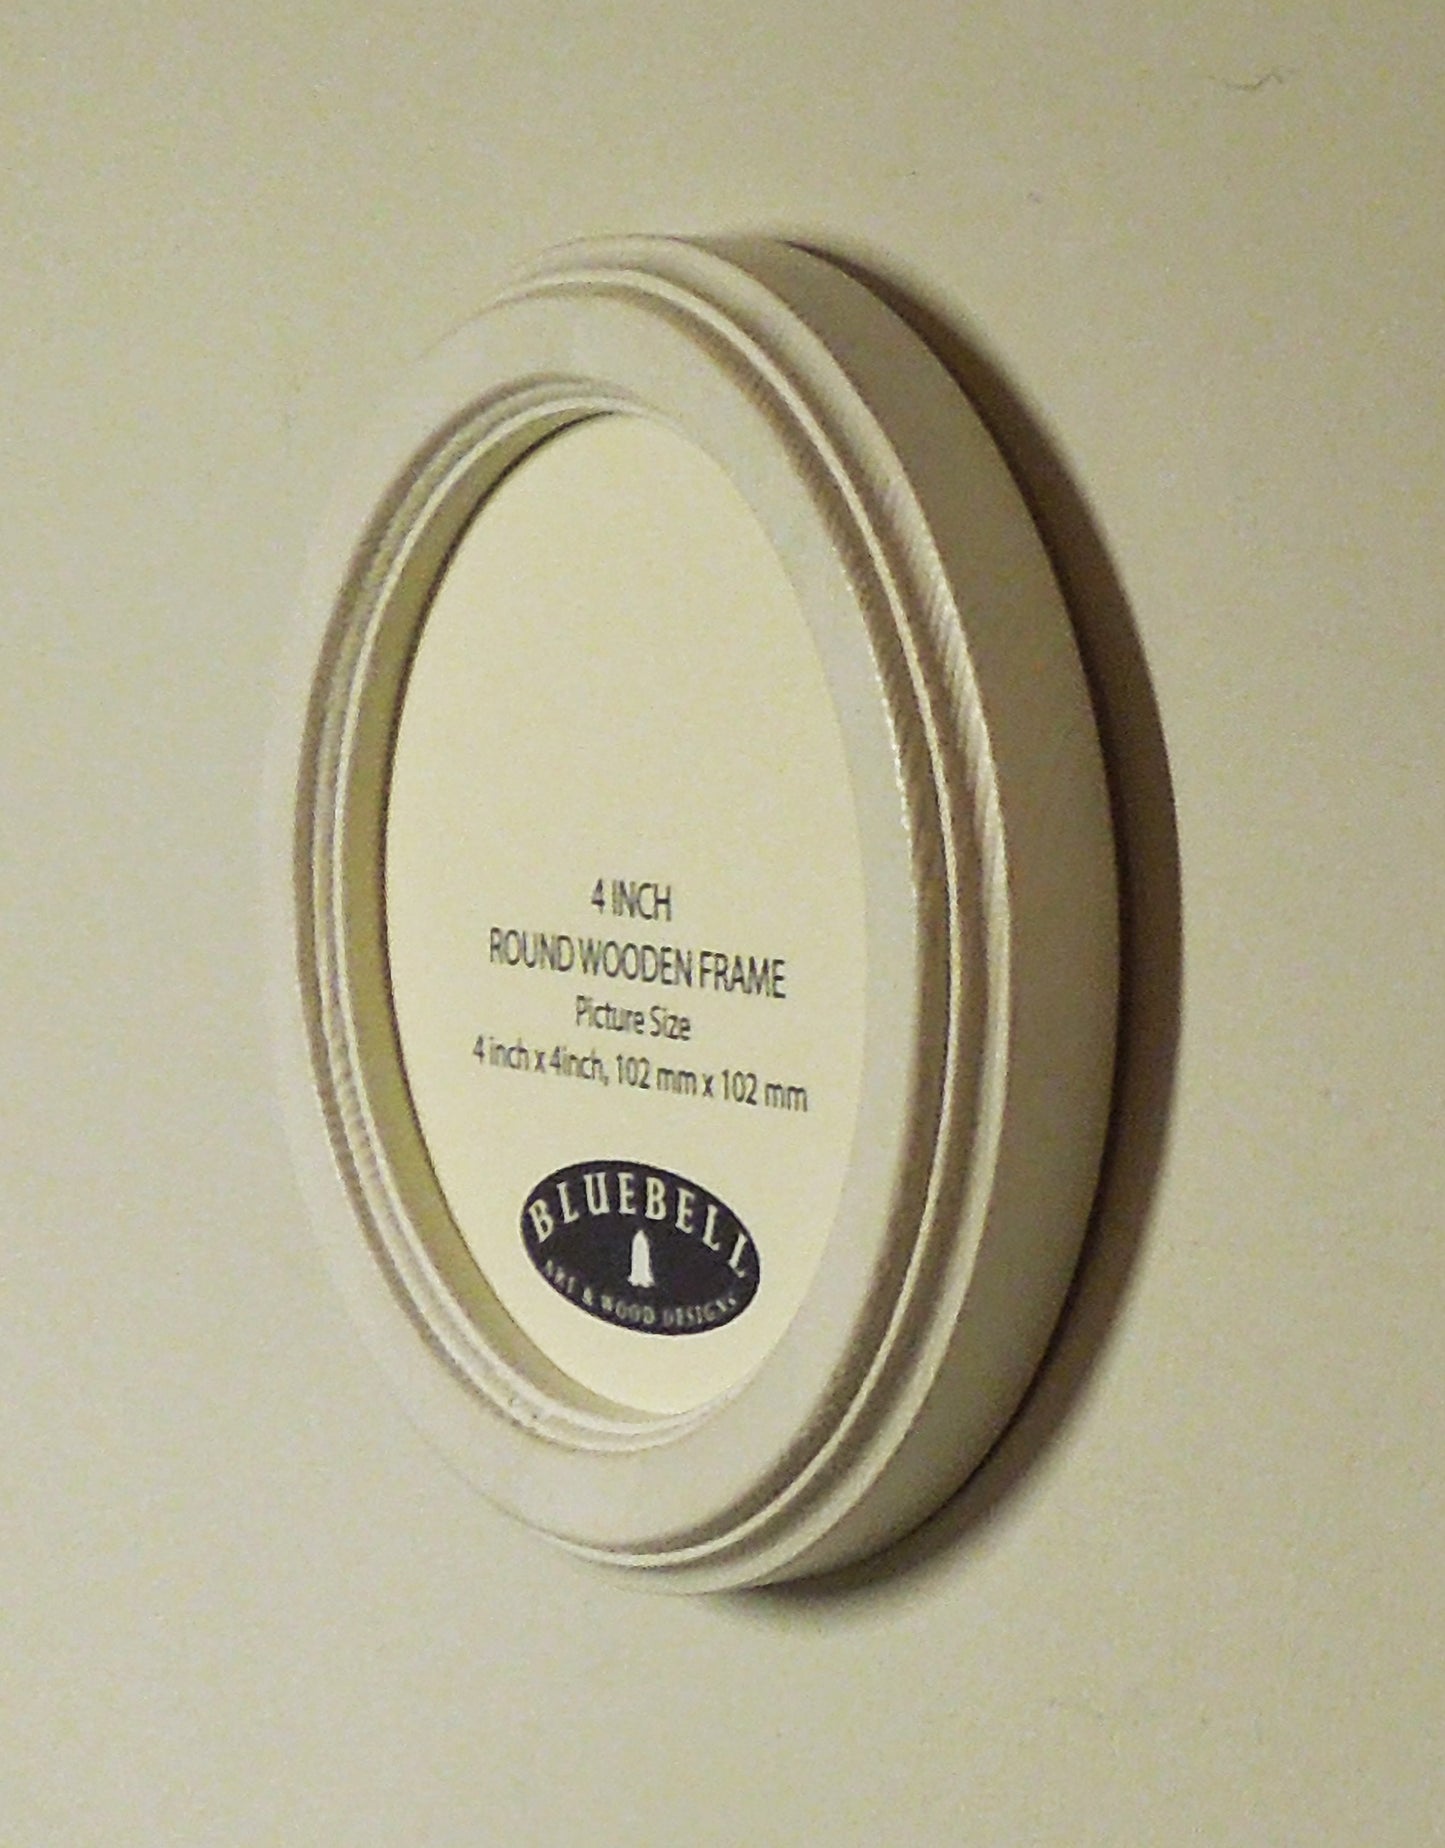 4 INCH
ROUND WOODEN FRAME
Picture Size
4 inch x 4inch, 102 mm x 102 mm
BLUEBELL
ART & WOOD DESIGNS